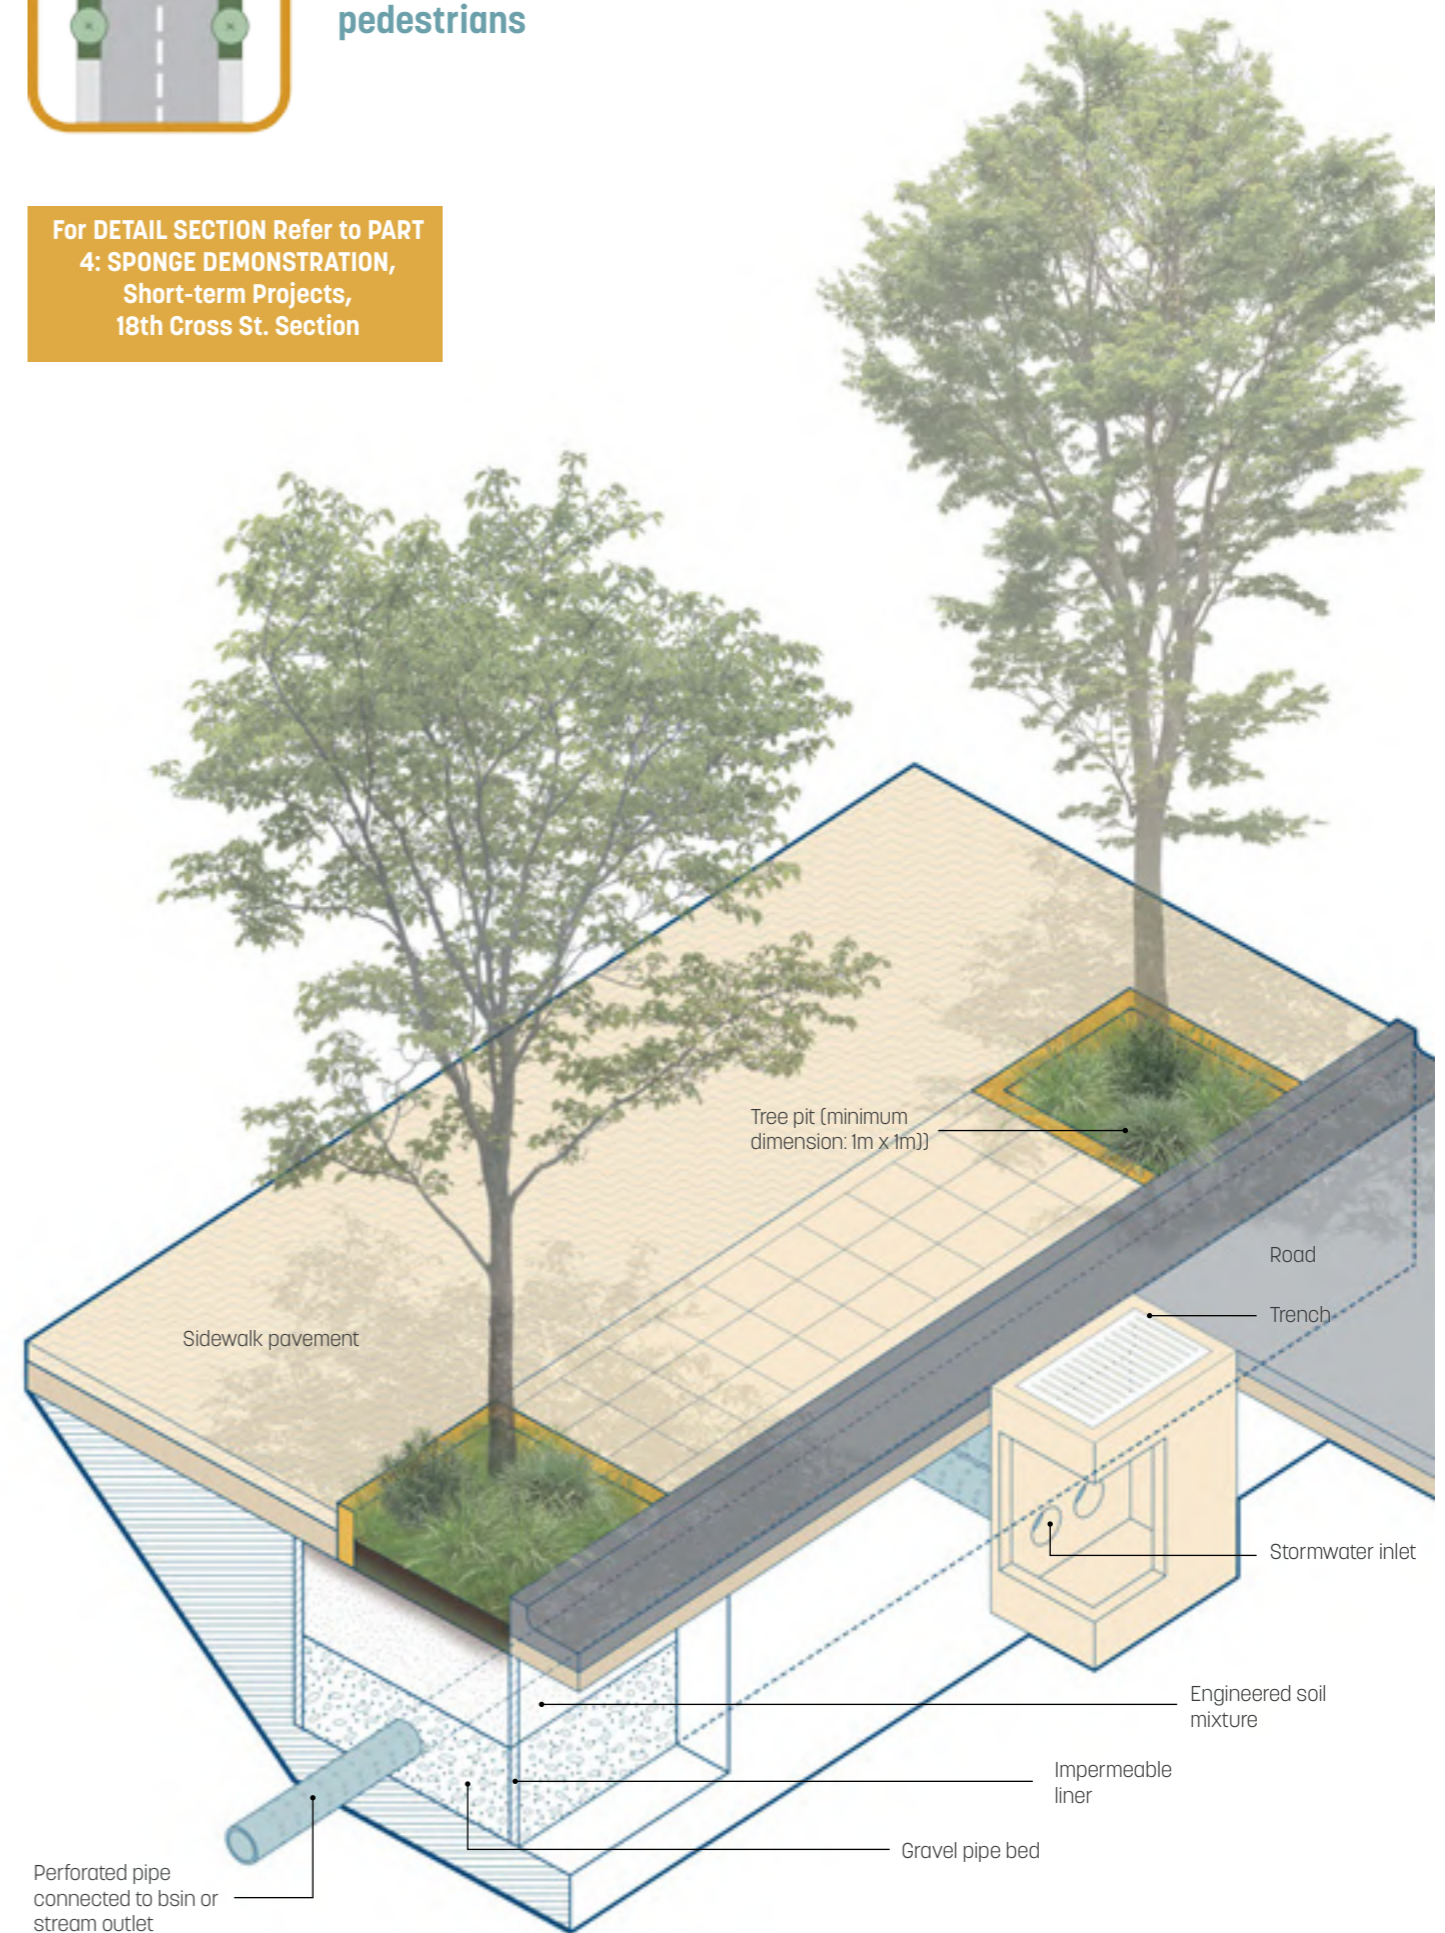 pedestrians
For DETAIL SECTION Refer to PART
4: SPONGE DEMONSTRATION,
Short-term Projects,
18th Cross St. Section
Tree pit (minimum
dimension: 1m x 1m))
Road
Trench
Sidewalk pavement
Stormwater inlet
Engineered soil
mixture
Impermeable
liner
Gravel pipe bed
Perforated pipe
connected to bsin or
stream outlet